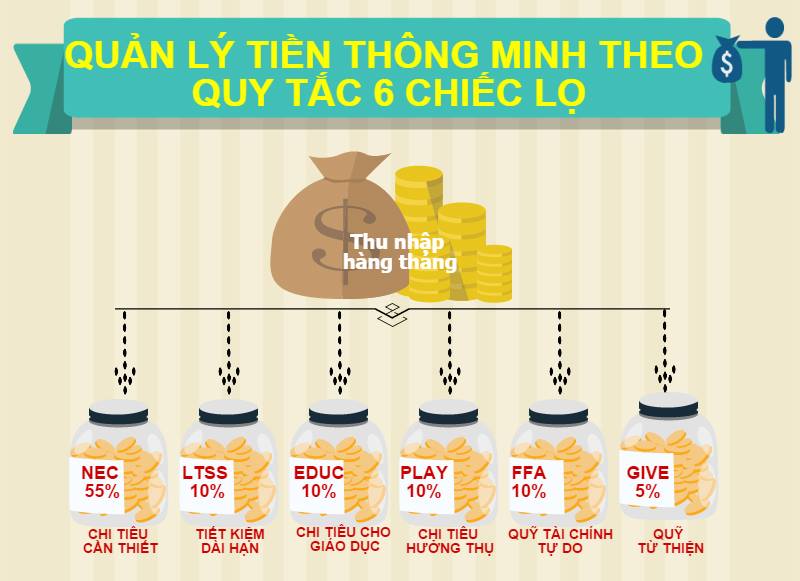 QUẢN LÝ TIỀN THÔNG MINH THEO
QUY TẮC 6 CHIẾC LỌ
$
$
Thu nhập
hàng tháng
NEC
55%
LTSS
10%
EDUC
10%
PLAY
10%
FFA
10%
GIVE
5%
CHI TIÊU
CẦN THIẾT
TIẾT KIỆM
DÀI HẠN
CHI TIÊU CHO
GIÁO DỤC
CHI TIÊU
HƯỞNG THỤ
QUỸ TÀI CHÍNH
TỰ DO
QUỸ
TỪ THIỆN